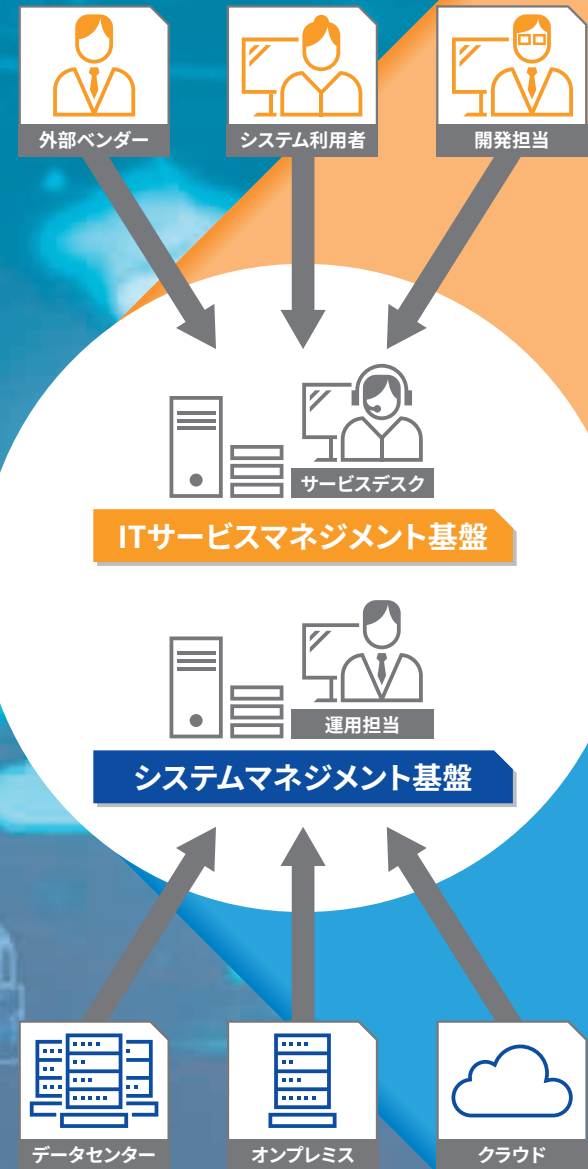 外部ベンダー
システム利用者
開発担当
サービスデスク
ITサービスマネジメント基盤
運用担当
システムマネジメント基盤
データセンター
オンプレミス
クラウド